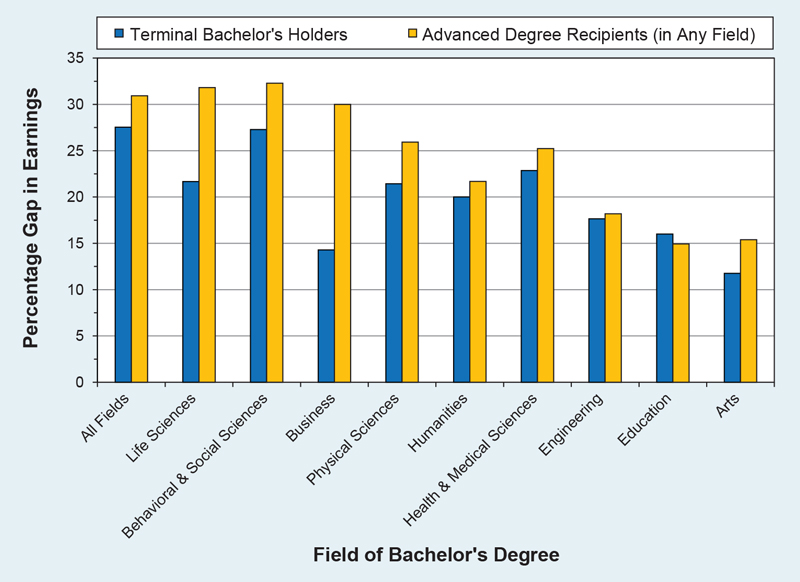 Terminal Bachelor's Holders
Advanced Degree Recipients (in Any Field)
Percentage Gap in Earnings
35
30
25
20
15
10
5
0
All Fields
Life Sciences
Behavioral & Social Sciences
Business
Physical Sciences
Humanities
Health & Medical Sciences
Engineering
Education
Arts
Field of Bachelor's Degree